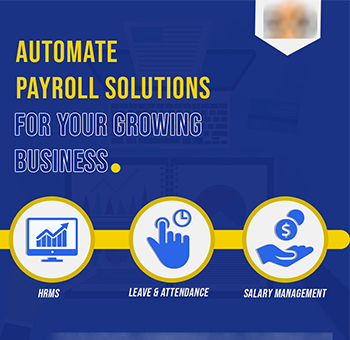 AUTOMATE
PAYROLL SOLUTIONS
FOR YOUR GROWING
BUSINESS.
HRMS
LEAVE & ATTENDANCE
SALARY MANAGEMENT